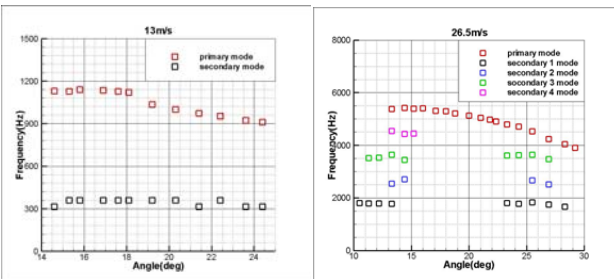 13m/s
primary mode
secondary mode
Frequency(Hz)
1500
1200
900
600
300
0
14 16 18 20 22 24
Angle(deg)
26.5m/s
primary mode
secondary 1 mode
secondary 2 mode
secondary 3 mode
secondary 4 mode
Frequency(Hz)
8000
6000
4000
2000
0
10 15 20 25 30
Angle(deg)